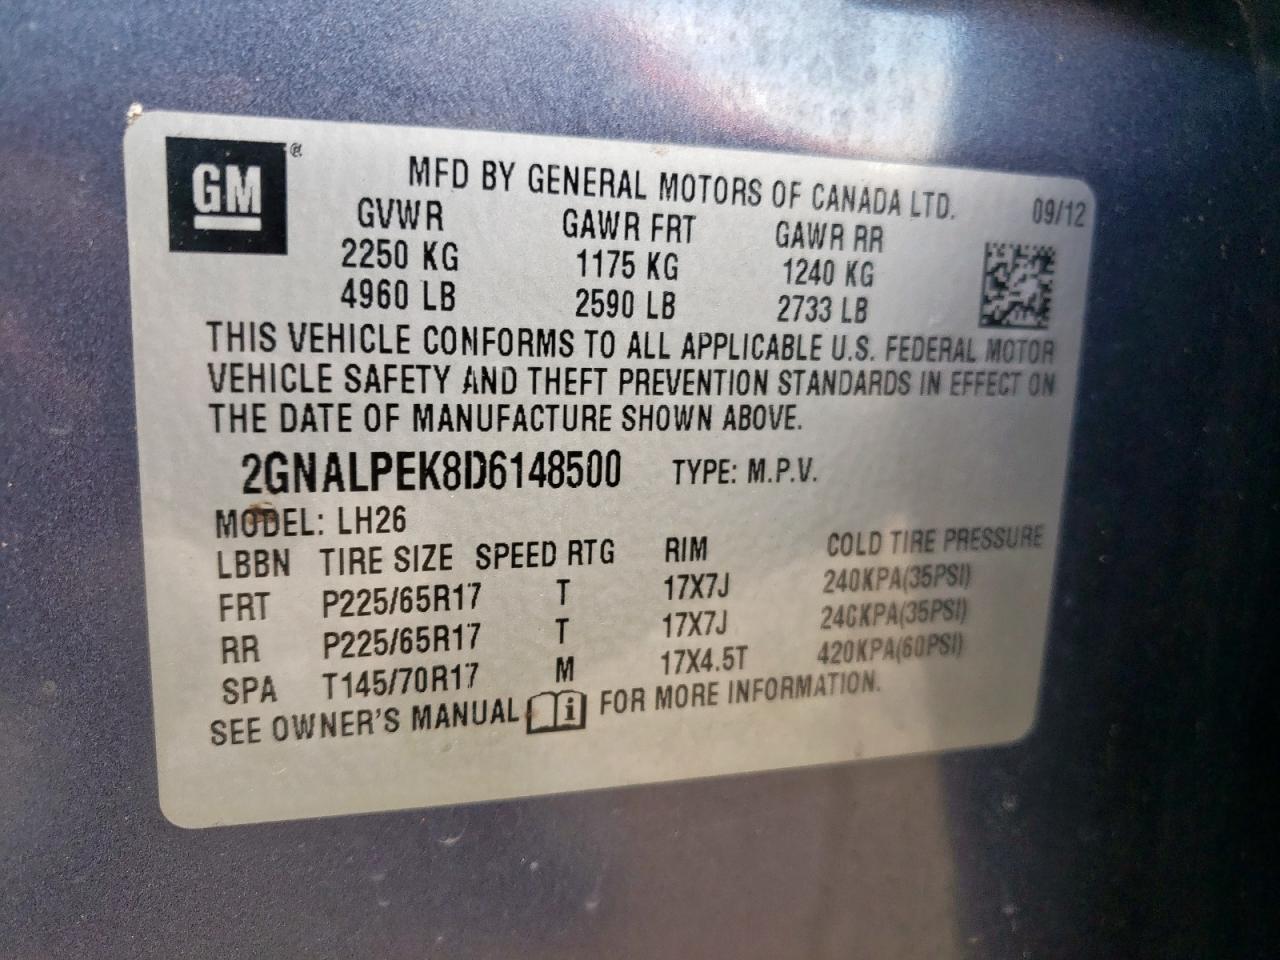 GM ®
MFD BY GENERAL MOTORS OF CANADA LTD. 09/12
GVWR GAWR FRT GAWR RR
2250 KG 1175 KG 1240 KG
4960 LB 2590 LB 2733 LB
THIS VEHICLE CONFORMS TO ALL APPLICABLE U.S. FEDERAL MOTOR
VEHICLE SAFETY AND THEFT PREVENTION STANDARDS IN EFFECT ON
THE DATE OF MANUFACTURE SHOWN ABOVE.
2GNALPEK8D6148500 TYPE: M.P.V.
MODEL: LH26
LBBN TIRE SIZE SPEED RTG RIM COLD TIRE PRESSURE
FRT P225/65R17 T 17X7J 240KPA(35PSI)
RR P225/65R17 T 17X7J 240KPA(35PSI)
SPA T145/70R17 M 17X4.5T 420KPA(60PSI)
SEE OWNER'S MANUAL i FOR MORE INFORMATION.